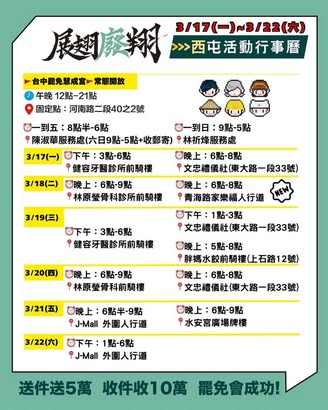 展翅廢翔
3/17(一)~3/22(六)
>>>西屯活動行事曆
▶台中罷免慧成宮▶常態開放
午晚 12點~21點
固定點：河南路二段40之2號
一到五：8點半-6點
陳淑華服務處(六日9點-5點+收郵寄)
一到日：9點-5點
林祈烽服務處
3/17(一)
下午：3點-6點
健容牙醫診所前騎樓
晚上：6點-8點
文忠禮儀社(東大路一段33號)
3/18(二)
晚上：6點-9點
林原瑩骨科診所前騎樓
晚上：6點-8點
青海路家樂福人行道
NEW
3/19(三)
下午：3點-6點
健容牙醫診所前騎樓
下午：1點-3點
文忠禮儀社(東大路一段33號)
晚上：5點-8點
胖媽水餃前騎樓(上石路12號)
3/20(四)
晚上：6點-9點
林原瑩骨科診所前騎樓
晚上：6點-8點
文忠禮儀社(東大路一段33號)
3/21(五)
晚上：6點半-9點
J-Mall 外圍人行道
晚上：6點-9點
水安宮廣場牌樓
3/22(六)
下午：1點-6點
J-Mall 外圍人行道
送件送5萬 收件收10萬 罷免會成功!